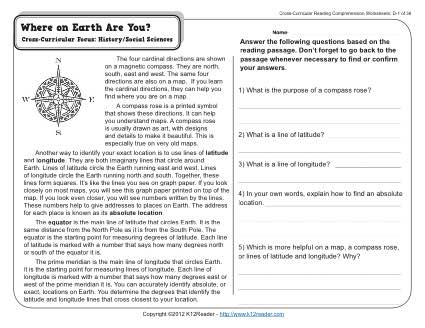 Cross-Curricular Reading Comprehension Worksheets: D-1 of 36
Where on Earth Are You?
Cross-Curricular Focus: History/Social Sciences
N
W
E
S
The four cardinal directions are shown
on a magnetic compass. They are north,
south, east and west. The same four
directions are also on a map. If you learn
the cardinal directions, they can help you
find where you are on a map.
A compass rose is a printed symbol
that shows these directions. It can help
you understand maps. A compass rose
is usually drawn as art, with designs
and details to make it beautiful. This is
especially true on very old maps.
Another way to identify your exact location is to use lines of latitude
and longitude. They are both imaginary lines that circle around
Earth. Lines of latitude circle the Earth running east and west. Lines
of longitude circle the Earth running north and south. Together, these
lines form squares. It's like the lines you see on graph paper. If you look
closely on most maps, you will see this graph paper printed on top of the
map. If you look even closer, you will see numbers written by the lines.
These numbers help to give addresses to places on Earth. The address
for each place is known as its absolute location.
The equator is the main line of latitude that circles Earth. It is the
same distance from the North Pole as it is from the South Pole. The
equator is the starting point for measuring degrees of latitude. Each line
of latitude is marked with a number that says how many degrees north
or south of the equator it is.
The prime meridian is the main line of longitude that circles Earth.
It is the starting point for measuring lines of longitude. Each line of
longitude is marked with a number that says how many degrees east or
west of the prime meridian it is. You can accurately identify absolute, or
exact, locations on Earth. You determine the degrees that identify the
latitude and longitude lines that cross closest to your location.
Name
Answer the following questions based on the
reading passage. Don't forget to go back to the
passage whenever necessary to find or confirm
your answers.
1) What is the purpose of a compass rose?
2) What is a line of latitude?
3) What is a line of longitude?
4) In your own words, explain how to find an absolute
location.
5) Which is more helpful on a map, a compass rose,
or lines of latitude and longitude? Why?
Copyright ©2012 K12Reader - http://www.k12reader.com